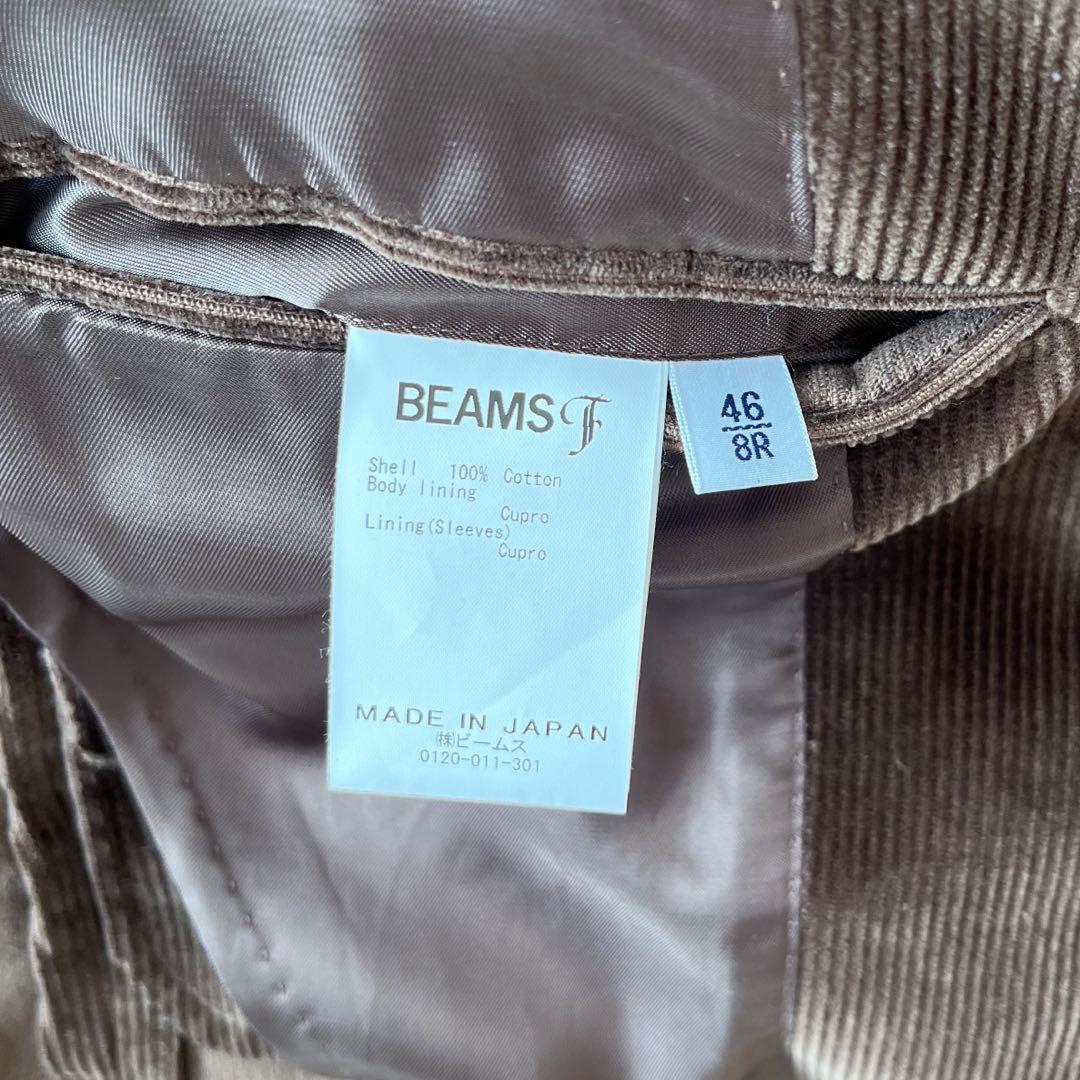 BEAMS F
Shell 100% Cotton
Body lining
Cupro
Lining(Sleeves)
Cupro
MADE IN JAPAN
㈱ビームス
0120-011-301
46
8R